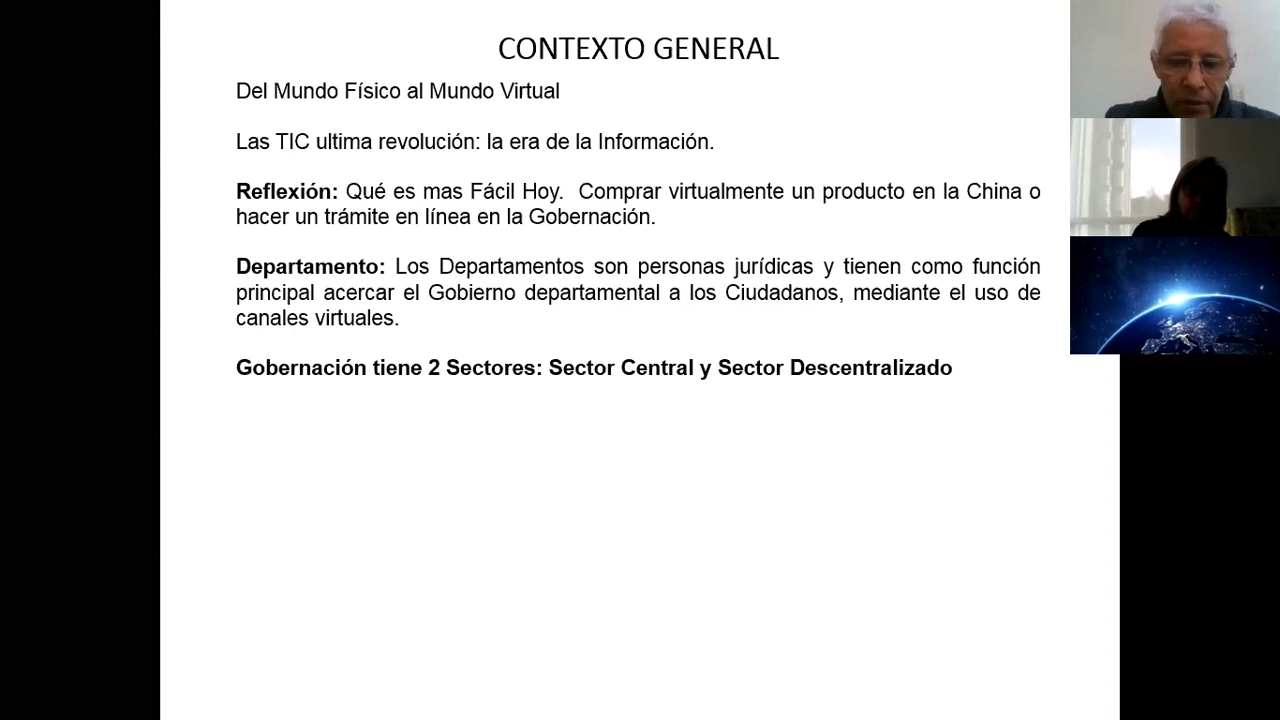 CONTEXTO GENERAL
Del Mundo Físico al Mundo Virtual
Las TIC ultima revolución: la era de la Información.
Reflexión: Qué es mas Fácil Hoy.  Comprar virtualmente un producto en la China o
hacer un trámite en línea en la Gobernación.
Departamento: Los Departamentos son personas jurídicas y tienen como función
principal acercar el Gobierno departamental a los Ciudadanos, mediante el uso de
canales virtuales.
Gobernación tiene 2 Sectores: Sector Central y Sector Descentralizado